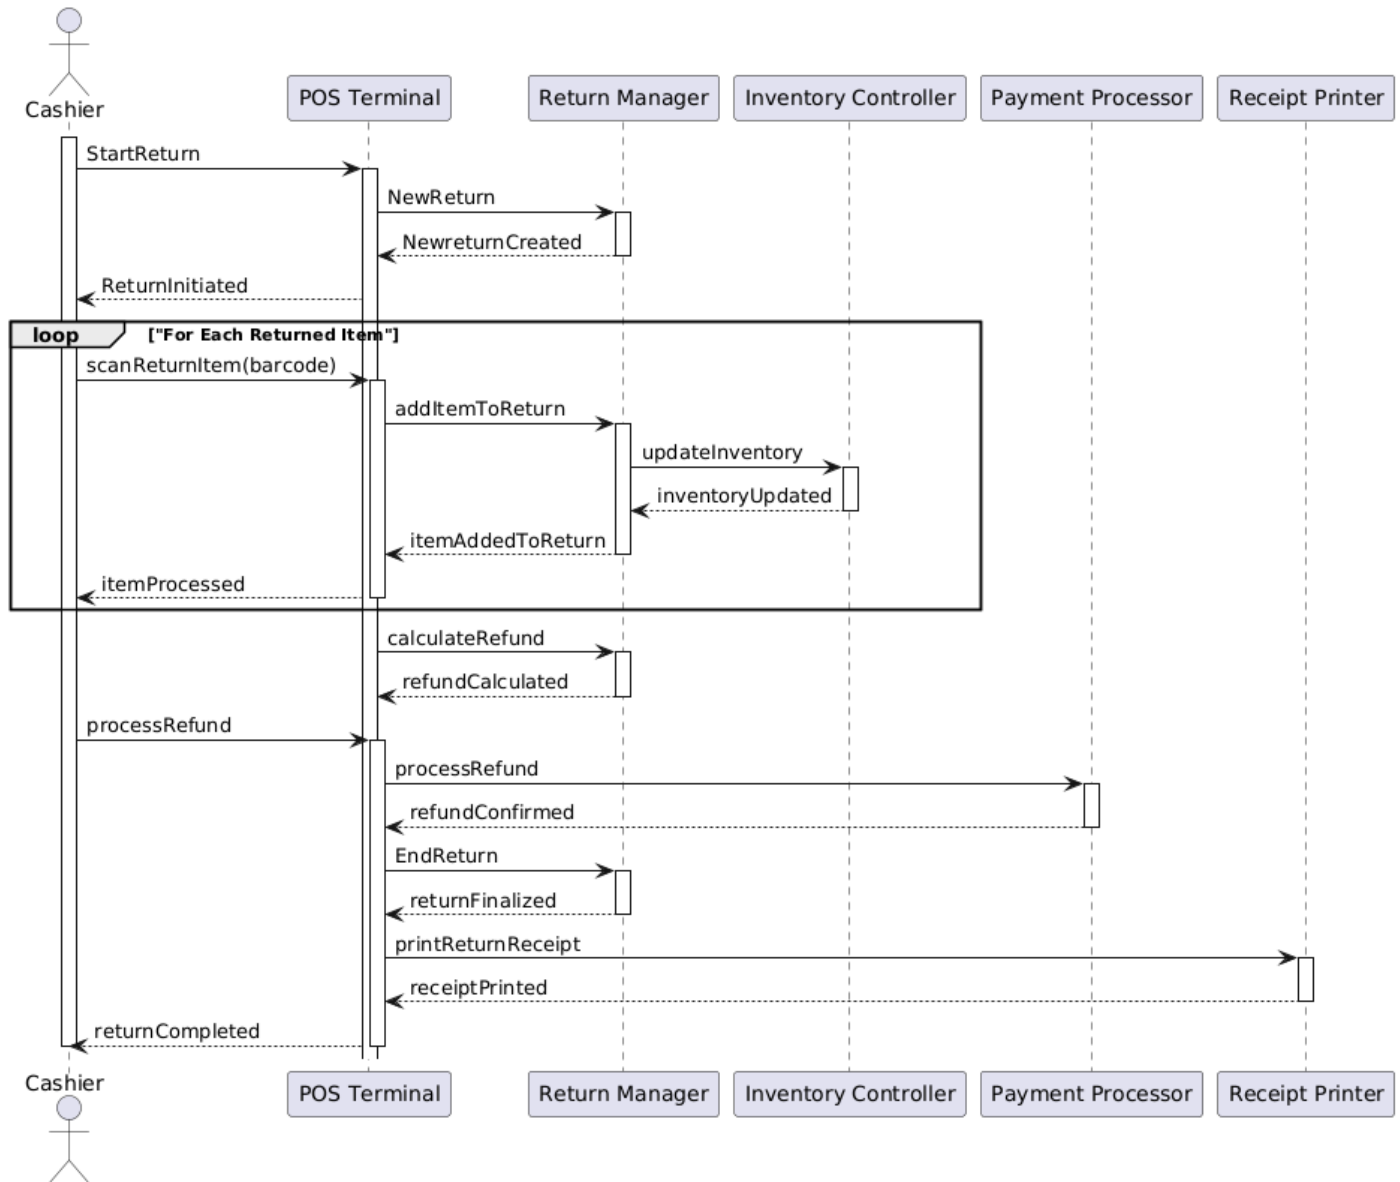 Cashier
POS Terminal
Return Manager
Inventory Controller
Payment Processor
Receipt Printer
StartReturn
NewReturn
NewreturnCreated
ReturnInitiated
loop
["For Each Returned Item"]
scanReturnItem(barcode)
addItemToReturn
updateInventory
inventoryUpdated
itemAddedToReturn
itemProcessed
calculateRefund
refundCalculated
processRefund
processRefund
refundConfirmed
EndReturn
returnFinalized
printReturnReceipt
receiptPrinted
returnCompleted
Cashier
POS Terminal
Return Manager
Inventory Controller
Payment Processor
Receipt Printer